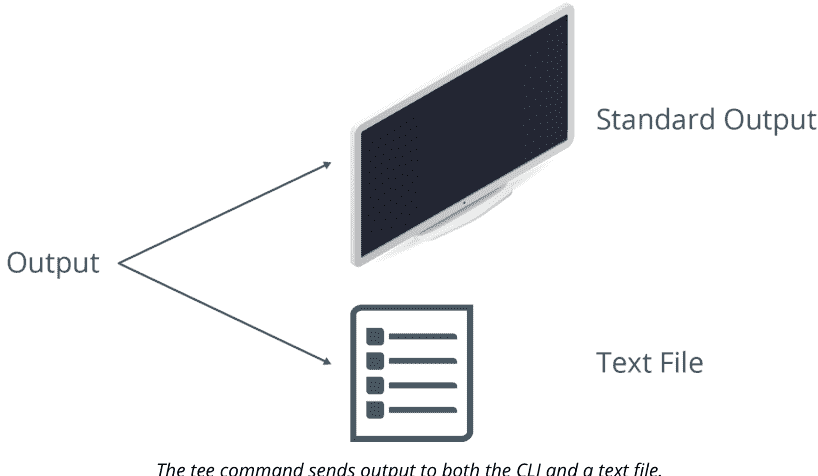 Standard Output
Output
Text File
The tee command sends output to both the CLI and a text file.